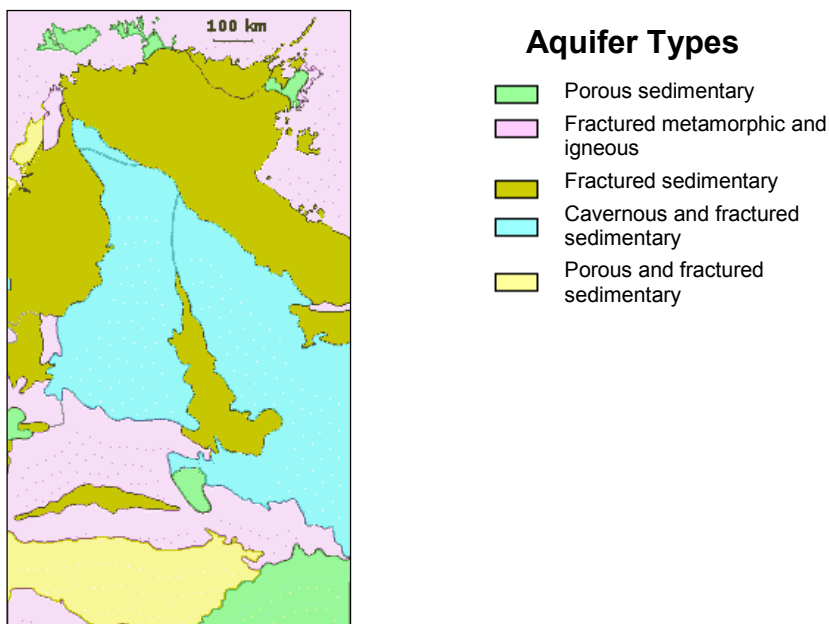 100 km
Aquifer Types
Porous sedimentary
Fractured metamorphic and
igneous
Fractured sedimentary
Cavernous and fractured
sedimentary
Porous and fractured
sedimentary